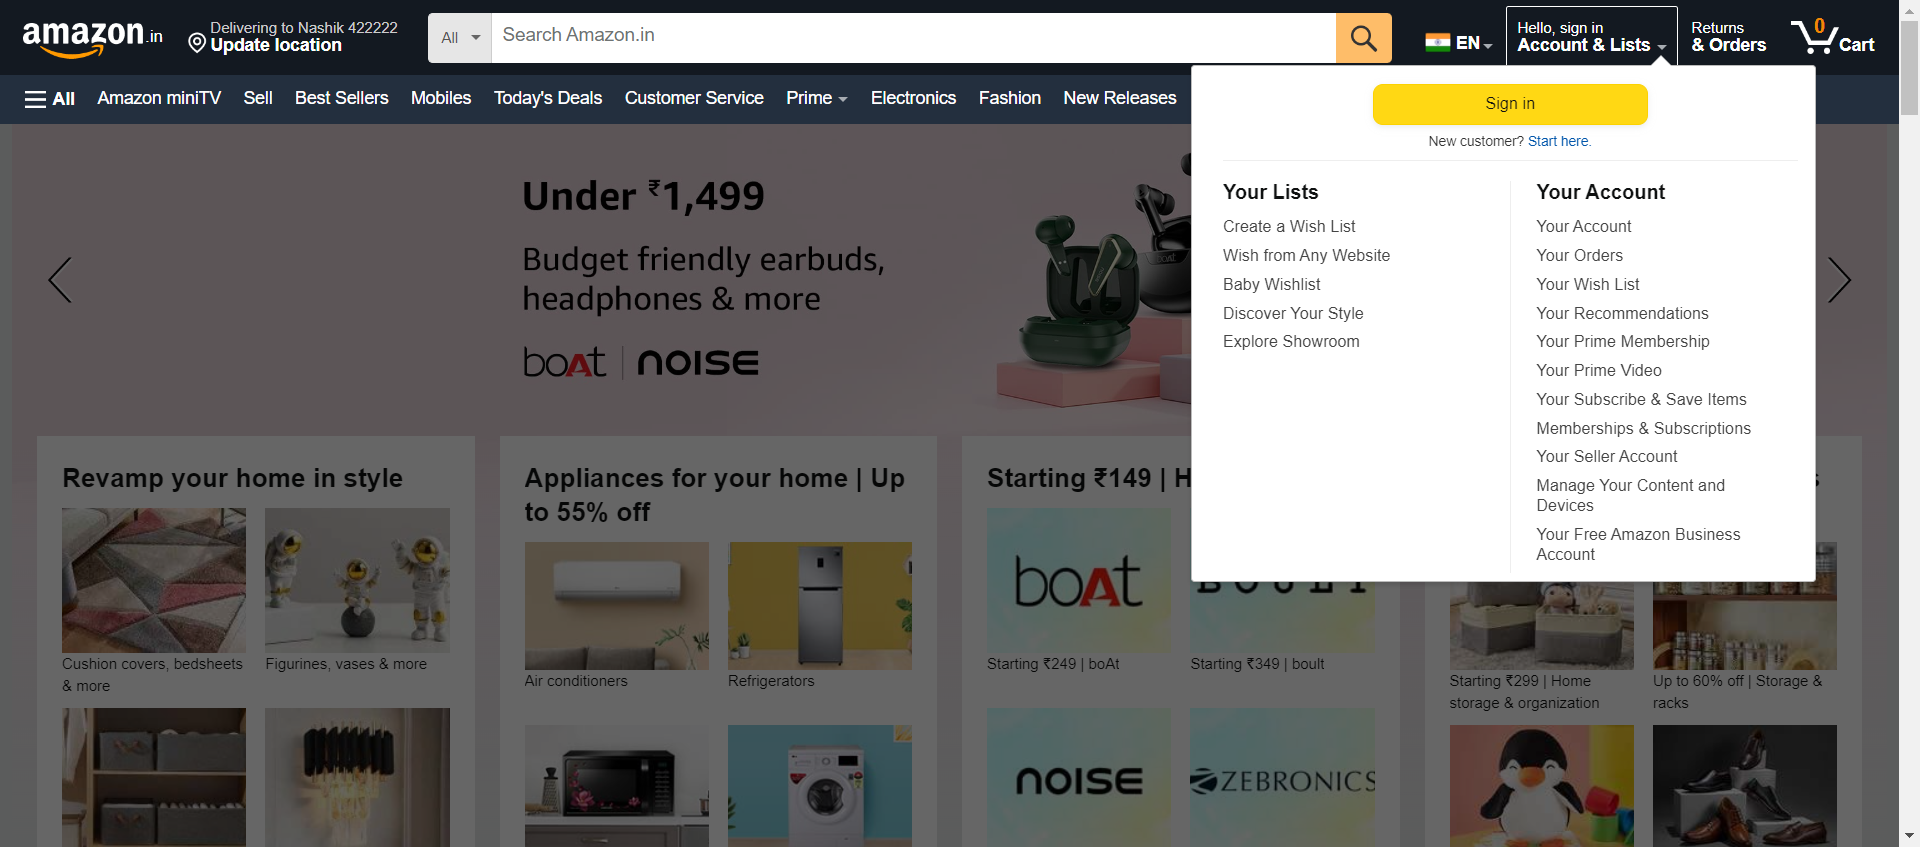 amazon.in
Delivering to Nashik 422222
Update location
All
Search Amazon.in
EN
Hello, sign in
Account & Lists
Returns
& Orders
0
Cart
All
Amazon miniTV
Sell
Best Sellers
Mobiles
Today's Deals
Customer Service
Prime
Electronics
Fashion
New Releases
Sign in
New customer? Start here.
Your Lists
Create a Wish List
Wish from Any Website
Baby Wishlist
Discover Your Style
Explore Showroom
Your Account
Your Account
Your Orders
Your Wish List
Your Recommendations
Your Prime Membership
Your Prime Video
Your Subscribe & Save Items
Memberships & Subscriptions
Your Seller Account
Manage Your Content and
Devices
Your Free Amazon Business
Account
Under ₹1,499
Budget friendly earbuds,
headphones & more
boAt | noise
Revamp your home in style
Cushion covers, bedsheets
& more
Figurines, vases & more
Appliances for your home | Up
to 55% off
Air conditioners
Refrigerators
Starting ₹149 | H
boAt
BOULT
Starting ₹249 | boAt
Starting ₹349 | boult
noise
ZEBRONICS
Starting ₹299 | Home
storage & organization
Up to 60% off | Storage &
racks